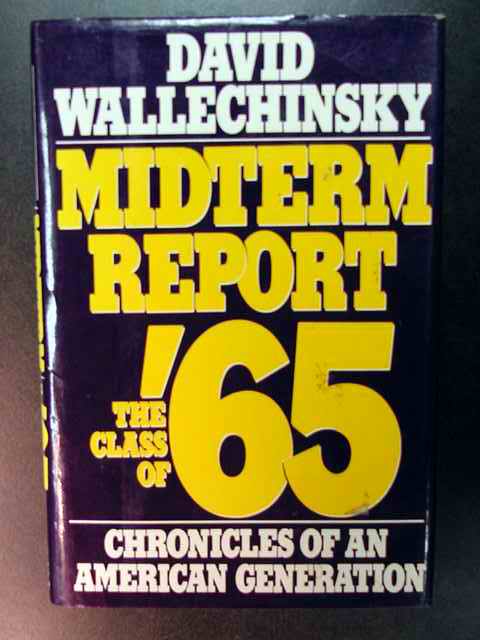 DAVID
WALLECHINSKY
MIDTERM
REPORT
THE
CLASS
OF
'65
CHRONICLES OF AN
AMERICAN GENERATION